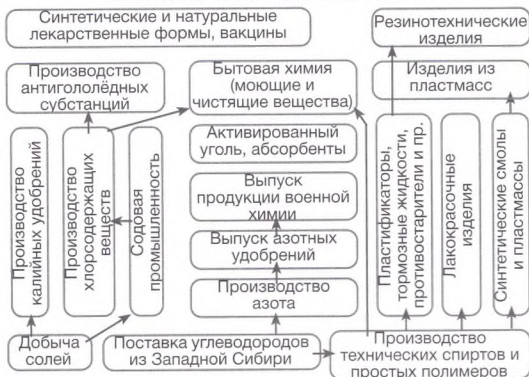 Синтетические и натуральные
лекарственные формы, вакцины
Резинотехнические
изделия
Производство
антигололёдных
субстанций
Бытовая химия
(моющие и
чистящие вещества)
Изделия из
пластмасс
Активированный
уголь, абсорбенты
Производство
калийных удобрений
Производство
хлорсодержащих
веществ
Содовая
промышленность
Выпуск
продукции военной
химии
Выпуск азотных
удобрений
Производство
азота
Пластификаторы,
тормозные жидкости,
противостарители и пр.
Лакокрасочные
изделия
Синтетические смолы
и пластмассы
Добыча
солей
Поставка углеводородов
из Западной Сибири
Производство
технических спиртов и
простых полимеров